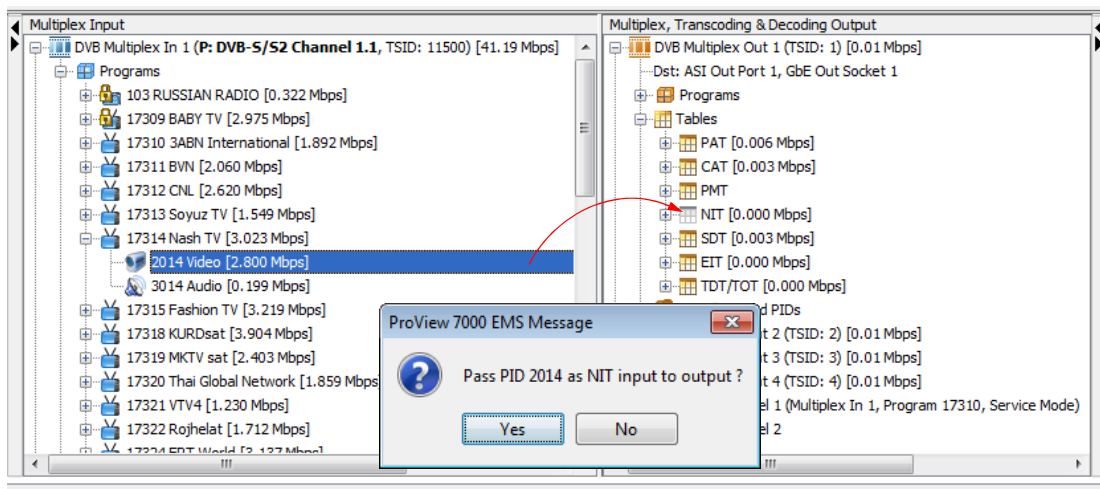 Multiplex Input
DVB Multiplex In 1 (P: DVB-S/S2 Channel 1.1, TSID: 11500) [41.19 Mbps]
Programs
103 RUSSIAN RADIO [0.322 Mbps]
17309 BABY TV [2.975 Mbps]
17310 3ABN International [1.892 Mbps]
17311 BVN [2.060 Mbps]
17312 CNL [2.620 Mbps]
17313 Soyuz TV [1.549 Mbps]
17314 Nash TV [3.023 Mbps]
2014 Video [2.800 Mbps]
3014 Audio [0.199 Mbps]
17315 Fashion TV [3.219 Mbps]
17318 KURDsat [3.904 Mbps]
17319 MKTV sat [2.403 Mbps]
17320 Thai Global Network [1.859 Mbps
17321 VTV4 [1.230 Mbps]
17322 Rojhelat [1.712 Mbps]
17324 ERT World [3.137 Mbps]
Multiplex, Transcoding & Decoding Output
DVB Multiplex Out 1 (TSID: 1) [0.01 Mbps]
Dst: ASI Out Port 1, GbE Out Socket 1
Programs
Tables
PAT [0.006 Mbps]
CAT [0.003 Mbps]
PMT
NIT [0.000 Mbps]
SDT [0.003 Mbps]
EIT [0.000 Mbps]
TDT/TOT [0.000 Mbps]
d PIDs
t 2 (TSID: 2) [0.01 Mbps]
t 3 (TSID: 3) [0.01 Mbps]
t 4 (TSID: 4) [0.01 Mbps]
el 1 (Multiplex In 1, Program 17310, Service Mode)
el 2
ProView 7000 EMS Message
Pass PID 2014 as NIT input to output ?
Yes
No